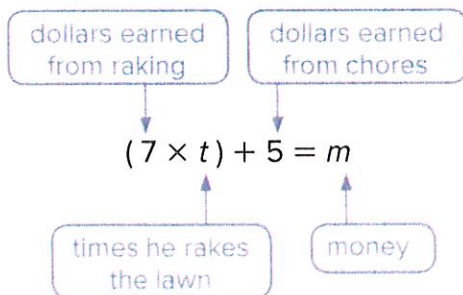 dollars earned
from raking
dollars earned
from chores
(7 × t) + 5 = m
times he rakes
the lawn
money